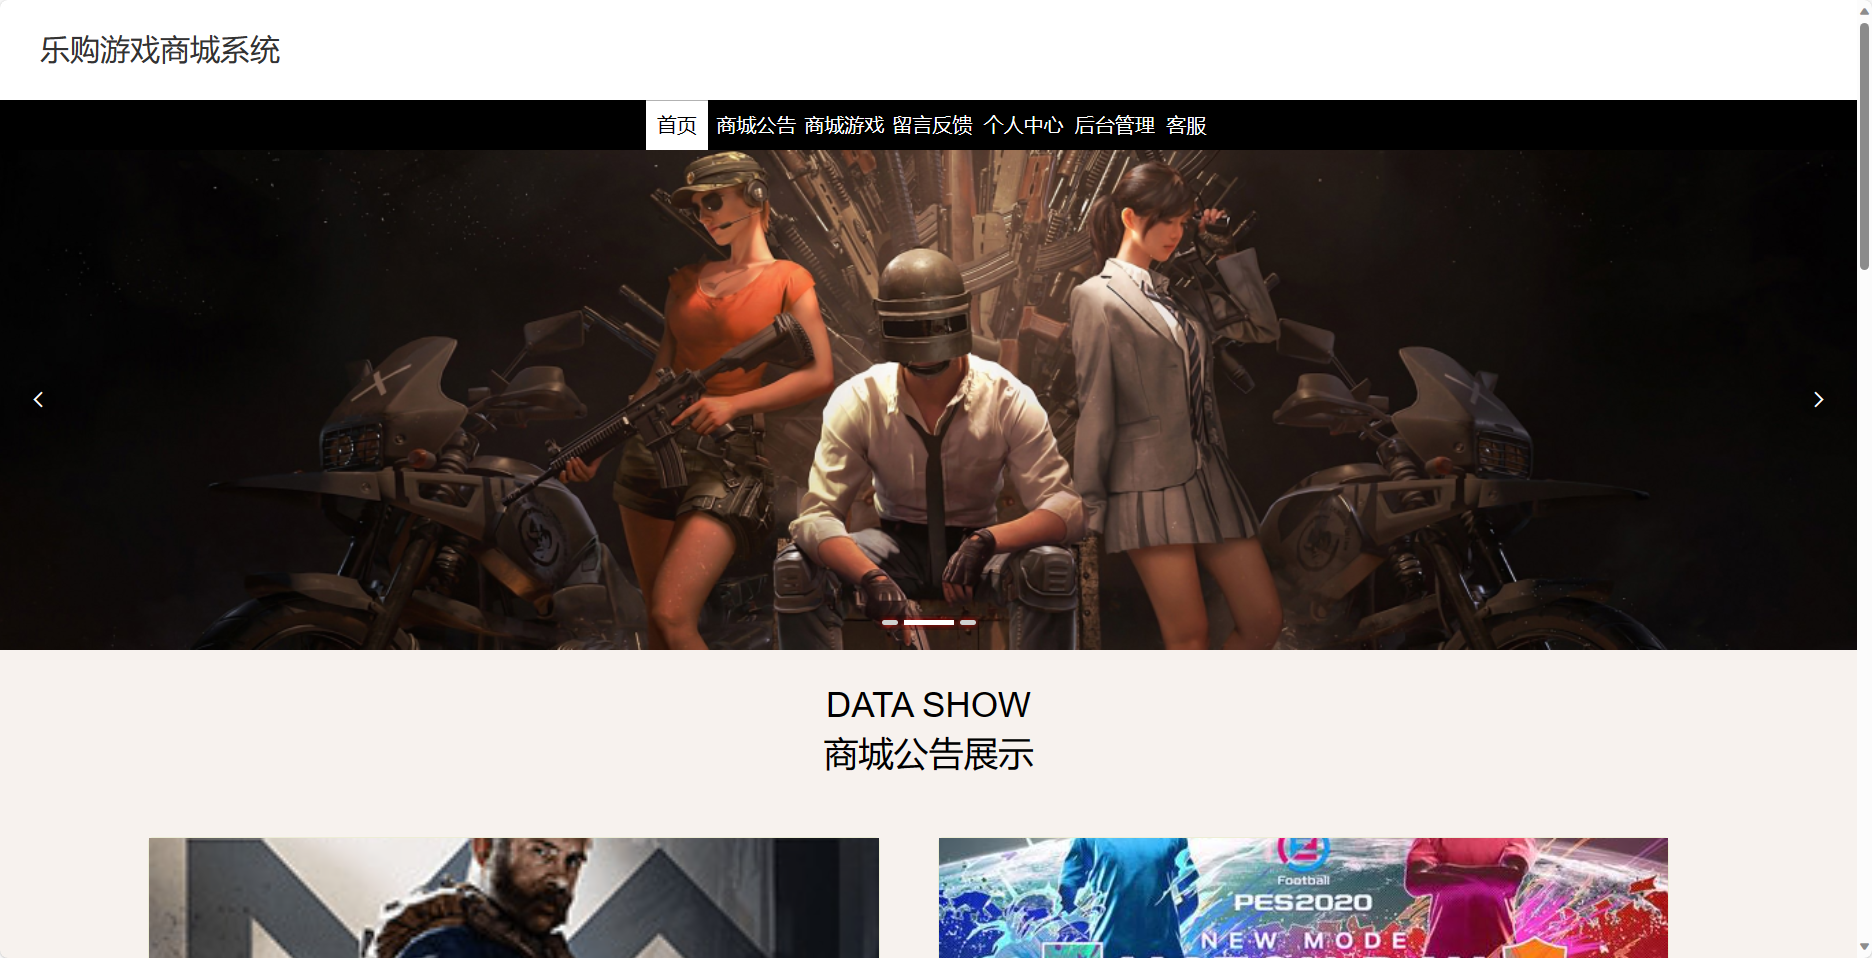 乐购游戏商城系统
首页 商城公告 商城游戏 留言反馈 个人中心 后台管理 客服
DATA SHOW
商城公告展示
Football
PES2020
NEW MODE